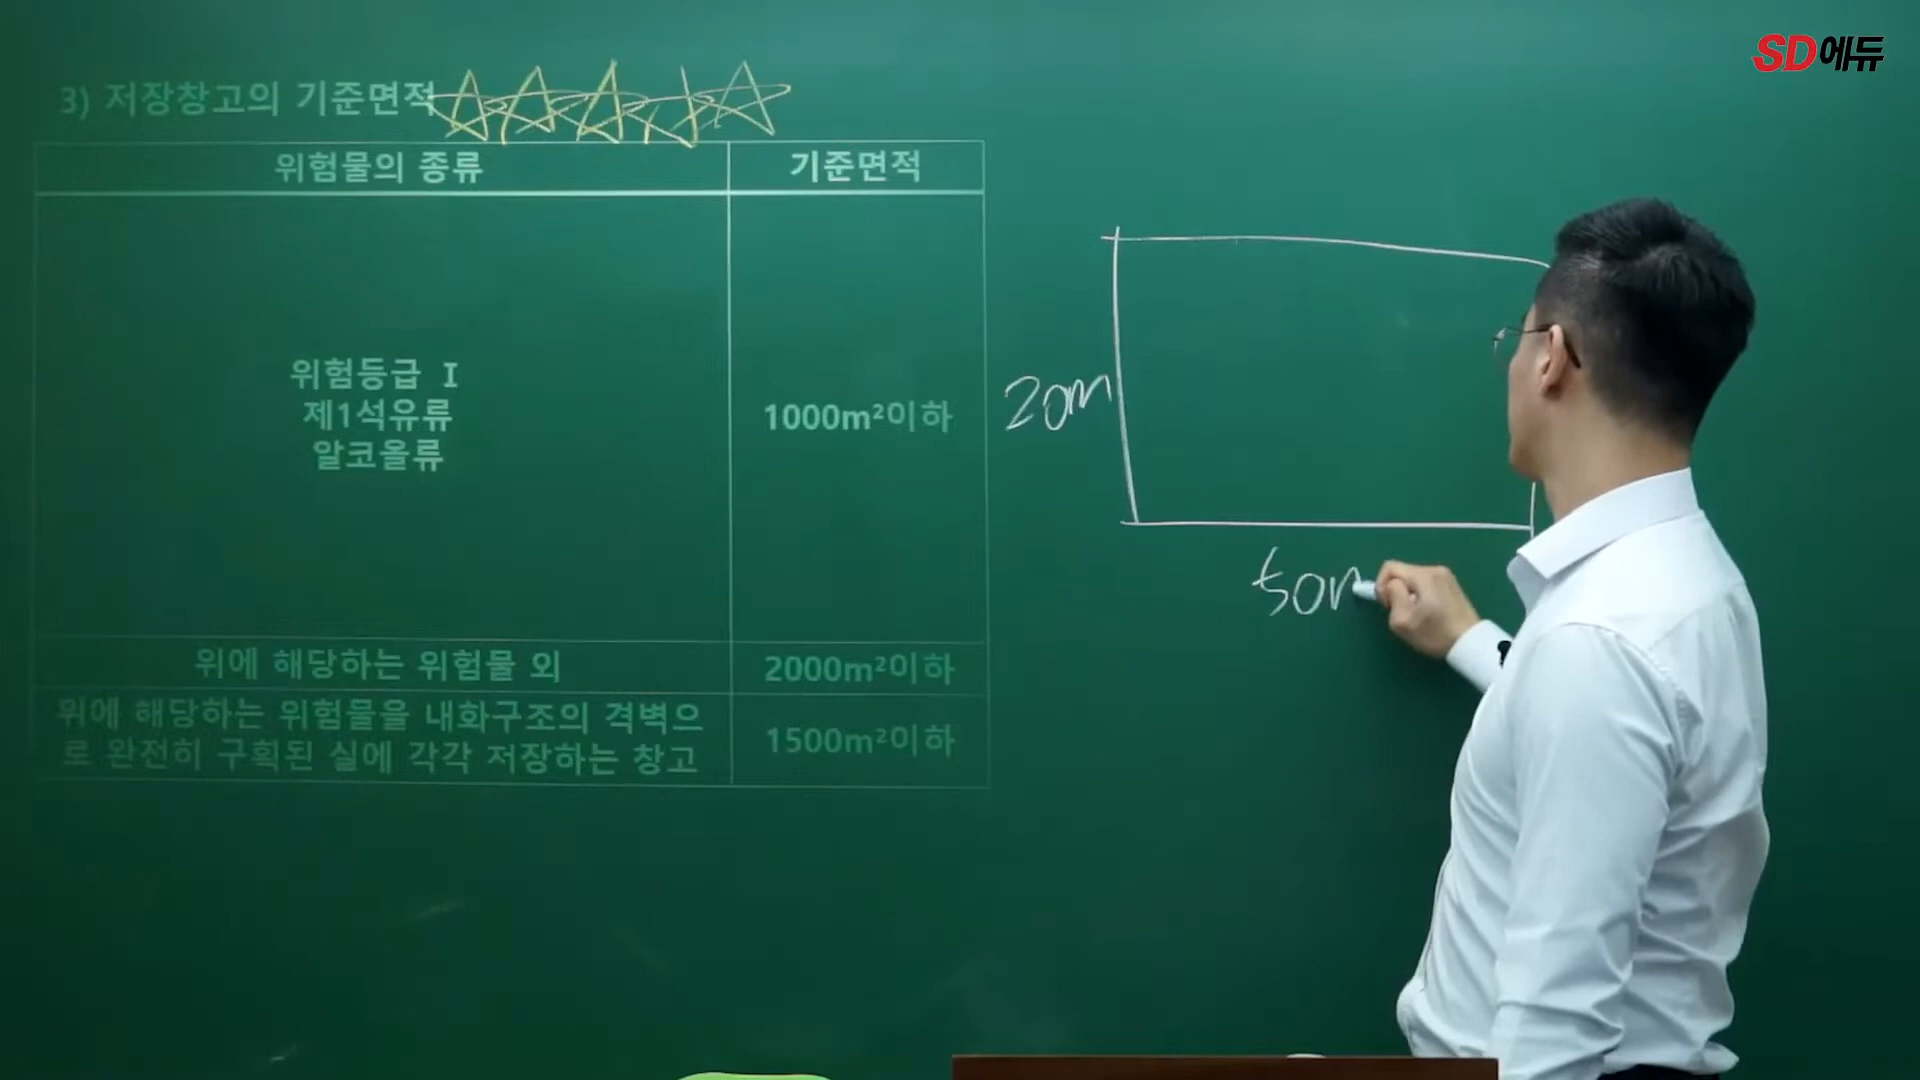 SD에듀
3) 저장창고의 기준면적
위험물의 종류
기준면적
위험등급 I
제1석유류
알코올류
1000m²이하
위에 해당하는 위험물 외
2000m²이하
위에 해당하는 위험물을 내화구조의 격벽으
로 완전히 구획된 실에 각각 저장하는 창고
1500m²이하
20m
50m